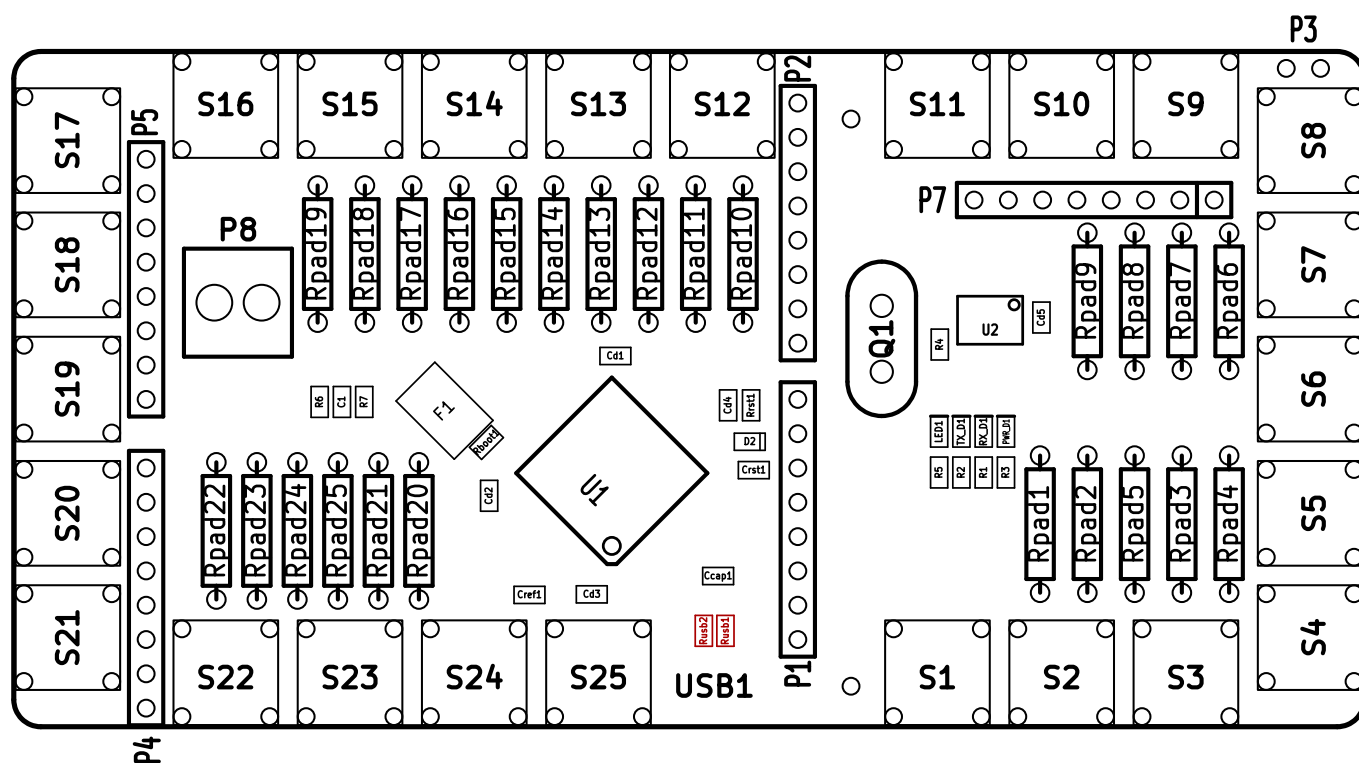 P3
P2
S16 S15 S14 S13 S12 S11 S10 S9
P5
S17
S8
P7
P8
Rpad19 Rpad18 Rpad17 Rpad16 Rpad15 Rpad14 Rpad13 Rpad12 Rpad11 Rpad10
S18
S7
Rpad9 Rpad8 Rpad7 Rpad6
Q1
R4
U2
Cd5
Cd1
S19
S6
R6 C1 R7
F1
Rboot1
Cd4 Rrst1
D2
Crst1
LED1 TX_D1 RX_D1 PWR_D1
R5 R2 R1 R3
Cd2
U1
S20
S5
Rpad22 Rpad23 Rpad24 Rpad25 Rpad21 Rpad20
Rpad1 Rpad2 Rpad5 Rpad3 Rpad4
Ccap1
Cref1
Cd3
Rusb2 Rusb1
S21
S4
S22 S23 S24 S25
USB1
P1
S1 S2 S3
P4